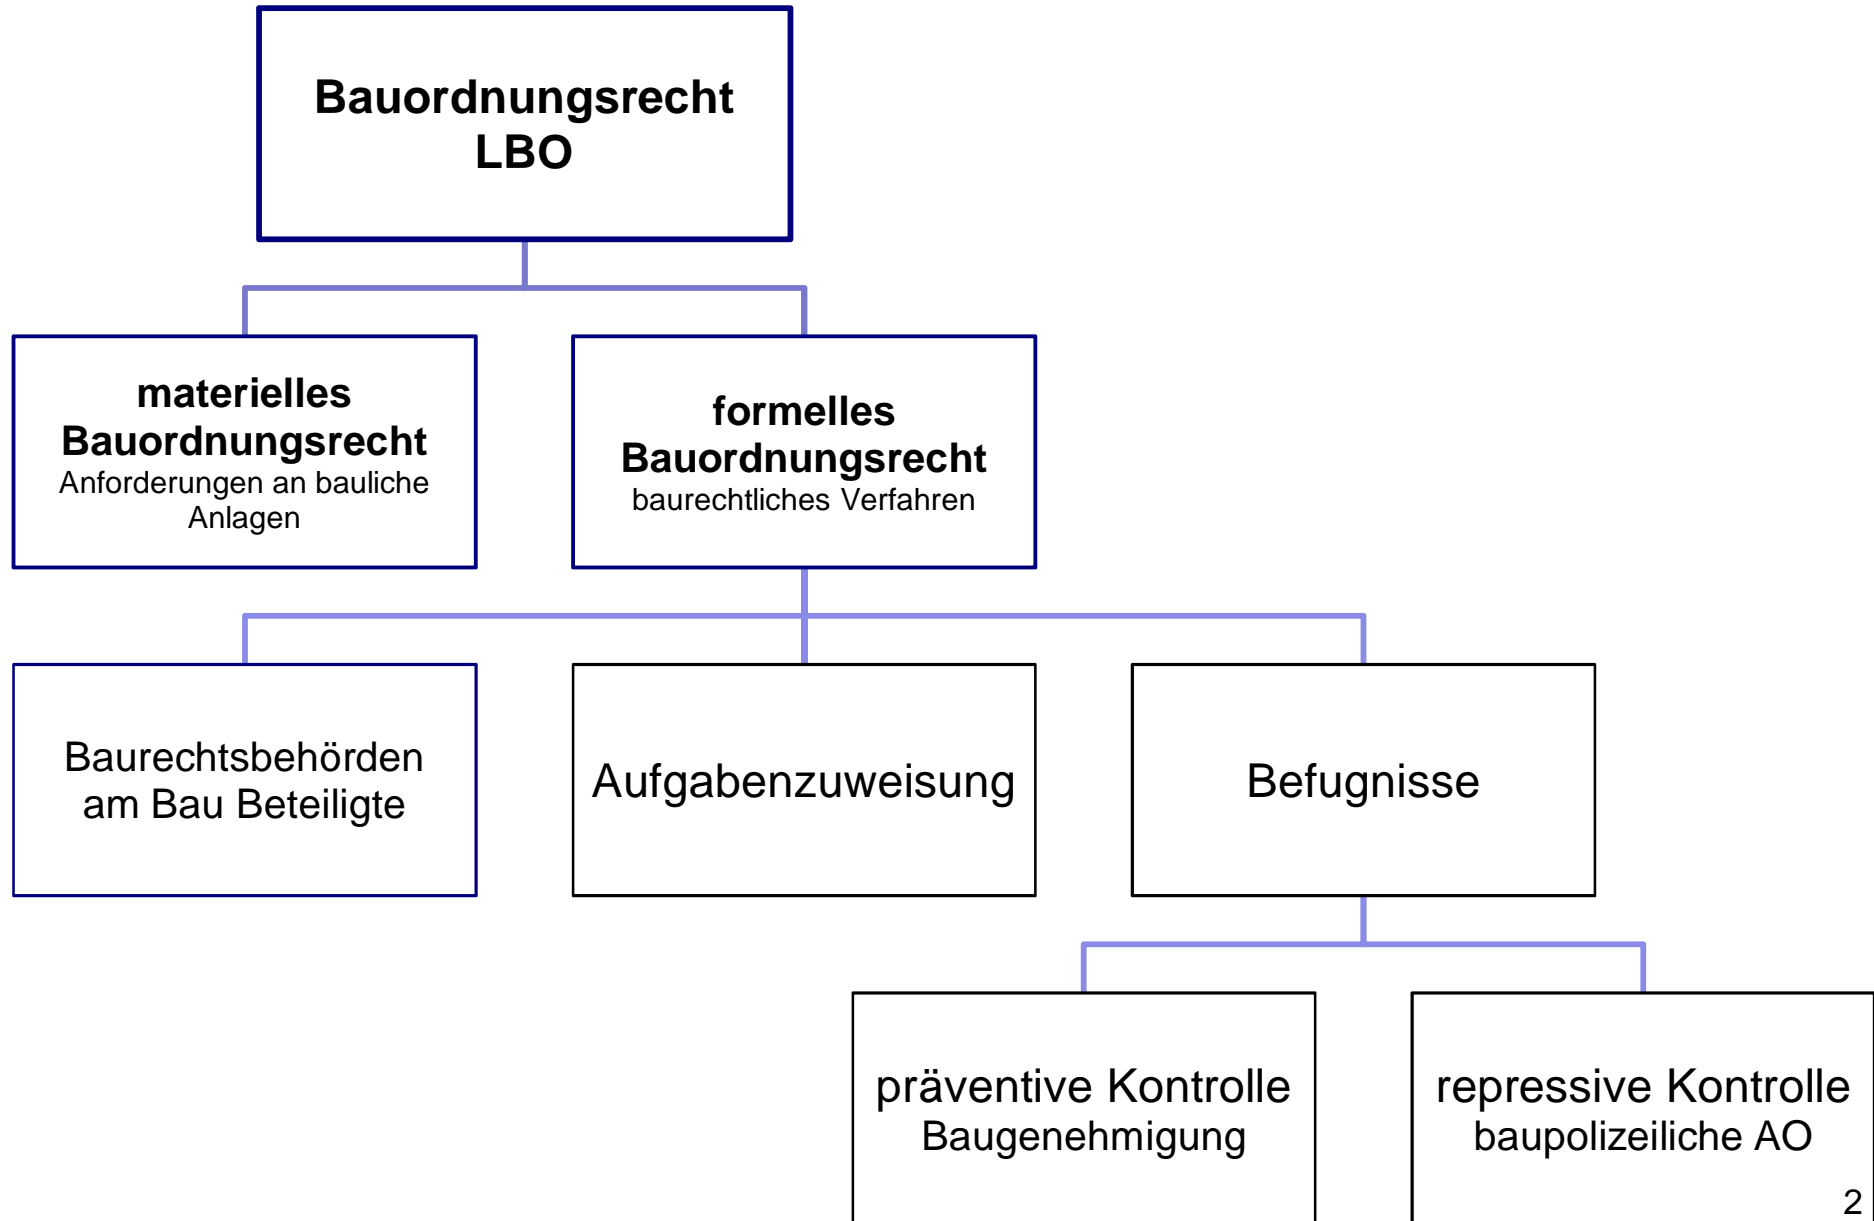 Bauordnungsrecht
LBO
materielles
Bauordnungsrecht
Anforderungen an bauliche
Anlagen
formelles
Bauordnungsrecht
baurechtliches Verfahren
Baurechtsbehörden
am Bau Beteiligte
Aufgabenzuweisung
Befugnisse
präventive Kontrolle
Baugenehmigung
repressive Kontrolle
baupolizeiliche AO
2